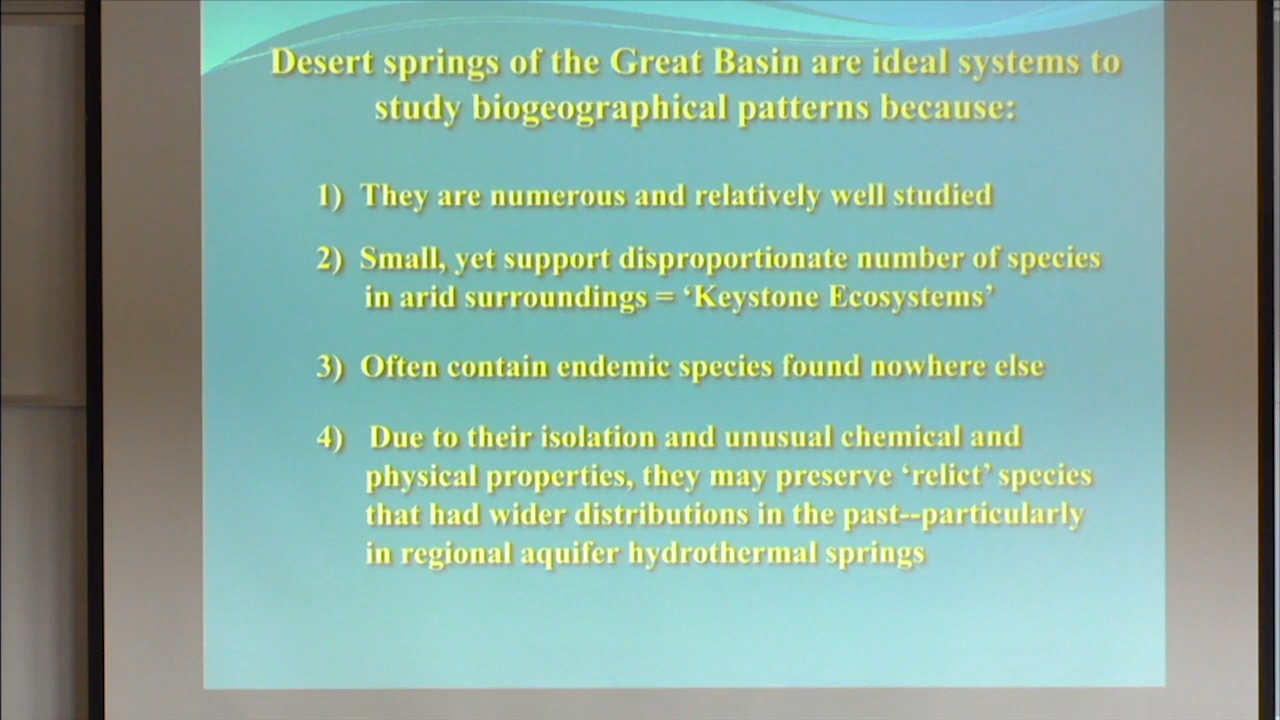 Desert springs of the Great Basin are ideal systems to
study biogeographical patterns because:
1) They are numerous and relatively well studied
2) Small, yet support disproportionate number of species
in arid surroundings = ‘Keystone Ecosystems’
3) Often contain endemic species found nowhere else
4) Due to their isolation and unusual chemical and
physical properties, they may preserve ‘relict’ species
that had wider distributions in the past--particularly
in regional aquifer hydrothermal springs